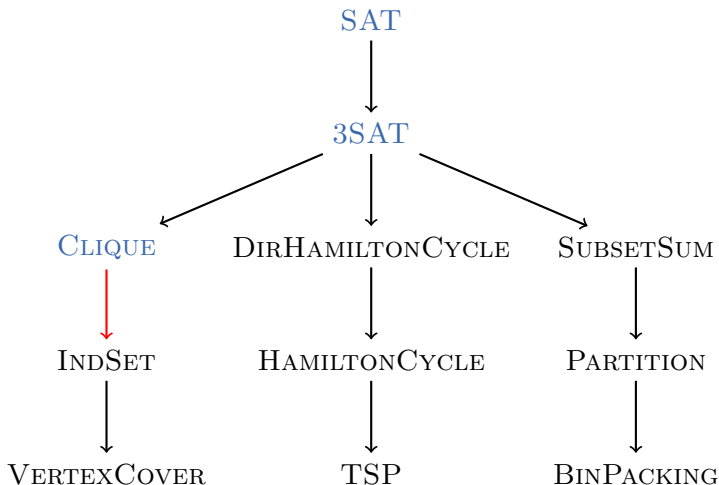 SAT
3SAT
CLIQUE DIRHAMILTONCYCLE SUBSETSUM
INDSET HAMILTONCYCLE PARTITION
VERTEXCOVER TSP BINPACKING